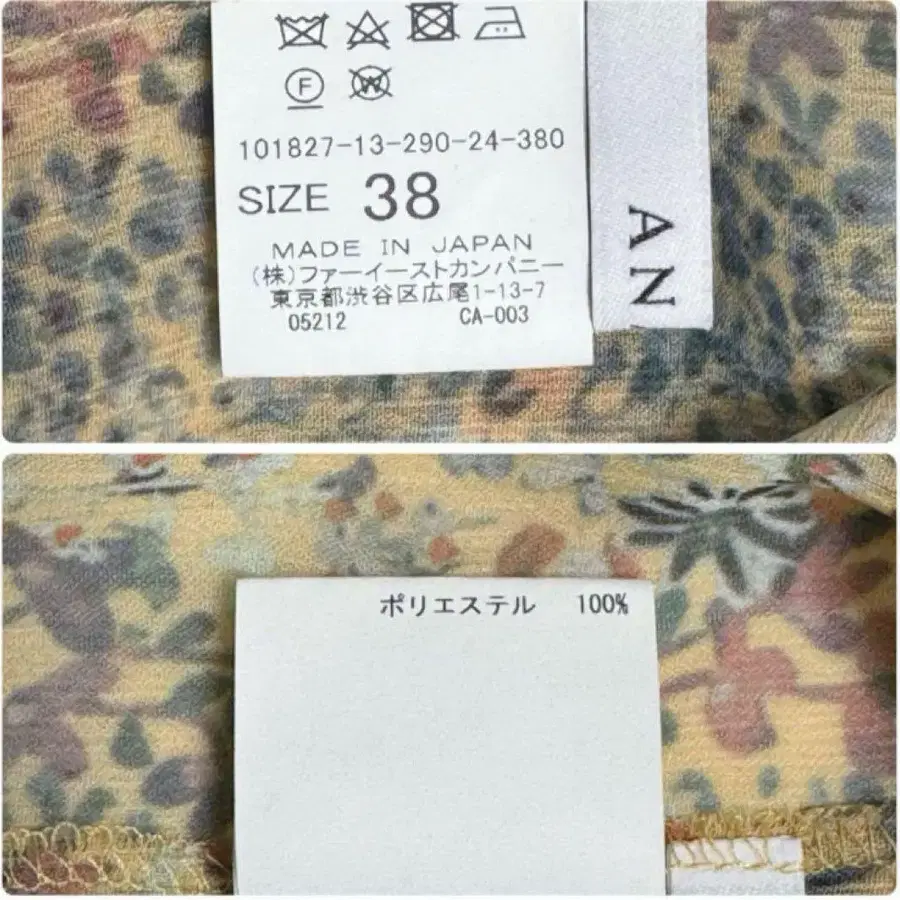 F
W
101827-13-290-24-380
SIZE 38
MADE IN JAPAN
(株)ファーイーストカンパニー
東京都渋谷区広尾1-13-7
05212 CA-003
AN
ポリエステル 100%